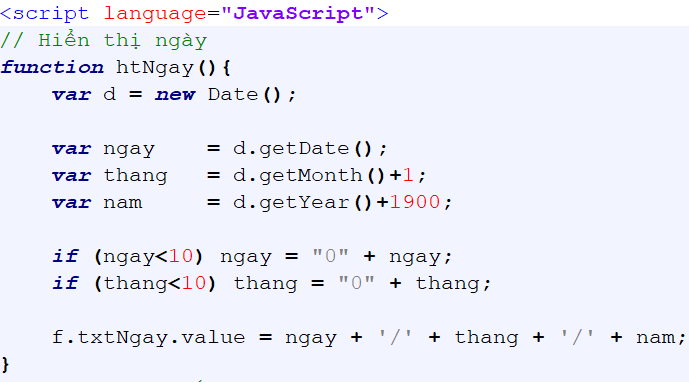 <script language="JavaScript">
// Hiển thị ngày
function htNgay(){
    var d = new Date();
    var ngay    = d.getDate();
    var thang   = d.getMonth()+1;
    var nam     = d.getYear()+1900;
    if (ngay<10) ngay = "0" + ngay;
    if (thang<10) thang = "0" + thang;
    f.txtNgay.value = ngay + '/' + thang + '/' + nam;
}